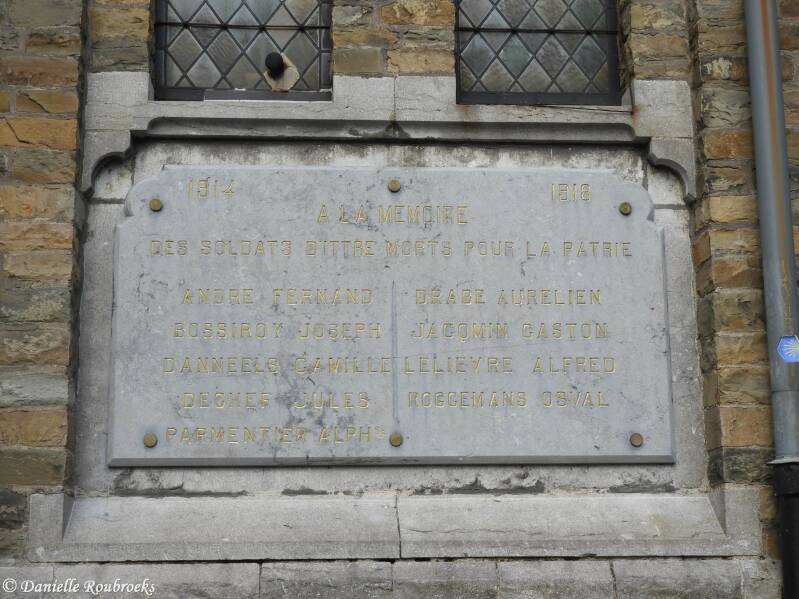 1914 1918
A LA MEMOIRE
DES SOLDATS D'ITTRE MORTS POUR LA PATRIE
ANDRE FERNAND DRABE AURELIEN
BOSSIROY JOSEPH JACQMIN GASTON
DANNEELS CAMILLE LELIEVRE ALFRED
DECHEF JULES ROGGEMANS OSVAL
PARMENTIER ALPHse
© Danielle Roubroeks